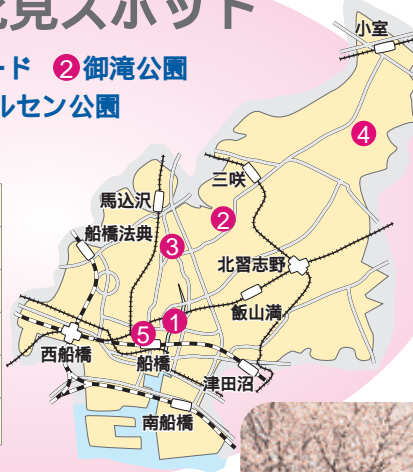 花見スポット
ード ❷御滝公園
ルセン公園
小室
4
三咲
馬込沢
2
船橋法典
3
北習志野
飯山満
1
5
西船橋
船橋
津田沼
南船橋